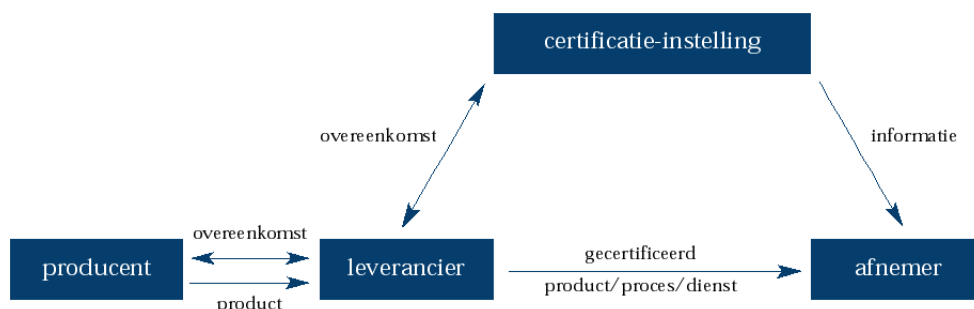 certificatie-instelling
overeenkomst
informatie
overeenkomst
producent
leverancier
gecertificeerd
afnemer
product
product/proces/dienst